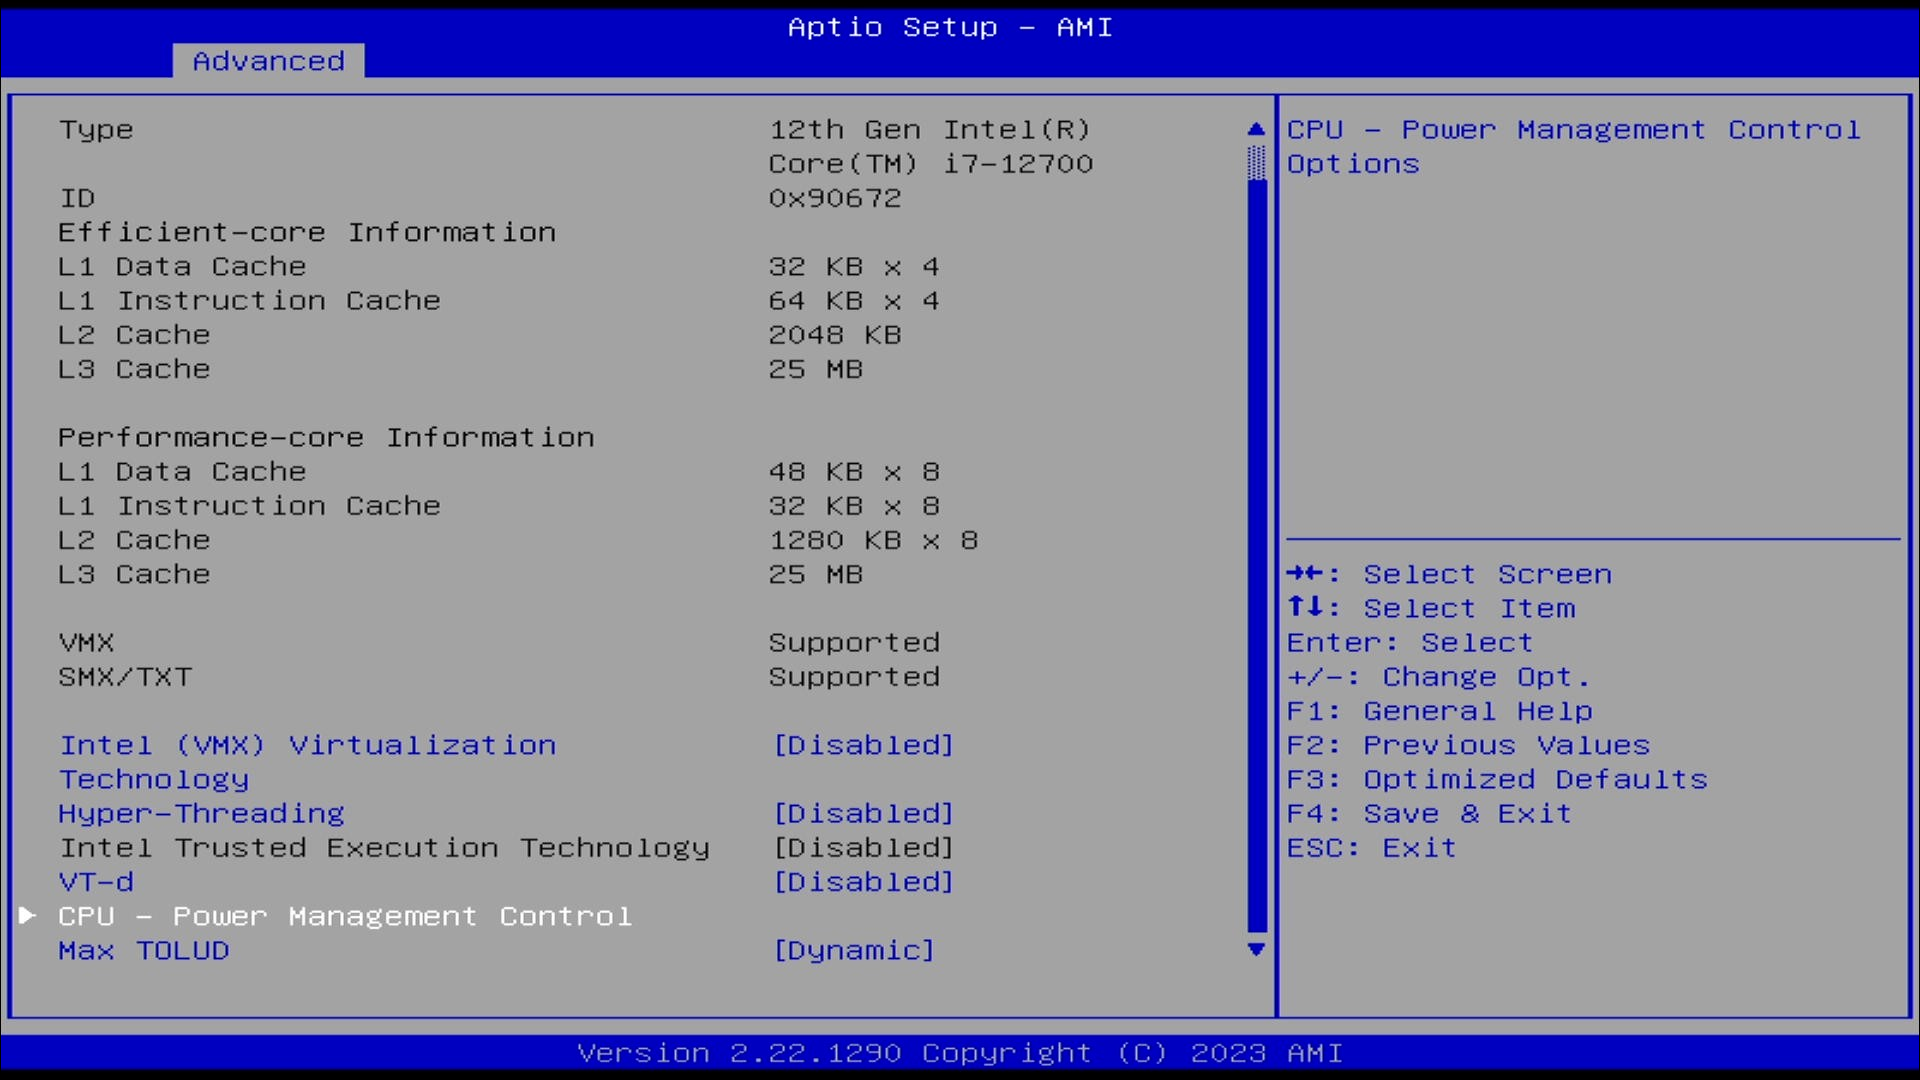 Aptio Setup – AMI
Advanced
Type 12th Gen Intel(R)
Core(TM) i7-12700
ID 0x90672
Efficient-core Information
L1 Data Cache 32 KB x 4
L1 Instruction Cache 64 KB x 4
L2 Cache 2048 KB
L3 Cache 25 MB
Performance-core Information
L1 Data Cache 48 KB x 8
L1 Instruction Cache 32 KB x 8
L2 Cache 1280 KB x 8
L3 Cache 25 MB
VMX Supported
SMX/TXT Supported
Intel (VMX) Virtualization [Disabled]
Technology
Hyper-Threading [Disabled]
Intel Trusted Execution Technology [Disabled]
VT-d [Disabled]
CPU - Power Management Control
Max TOLUD [Dynamic]
CPU - Power Management Control
Options
→←: Select Screen
↑↓: Select Item
Enter: Select
+/-: Change Opt.
F1: General Help
F2: Previous Values
F3: Optimized Defaults
F4: Save & Exit
ESC: Exit
Version 2.22.1290 Copyright (C) 2023 AMI